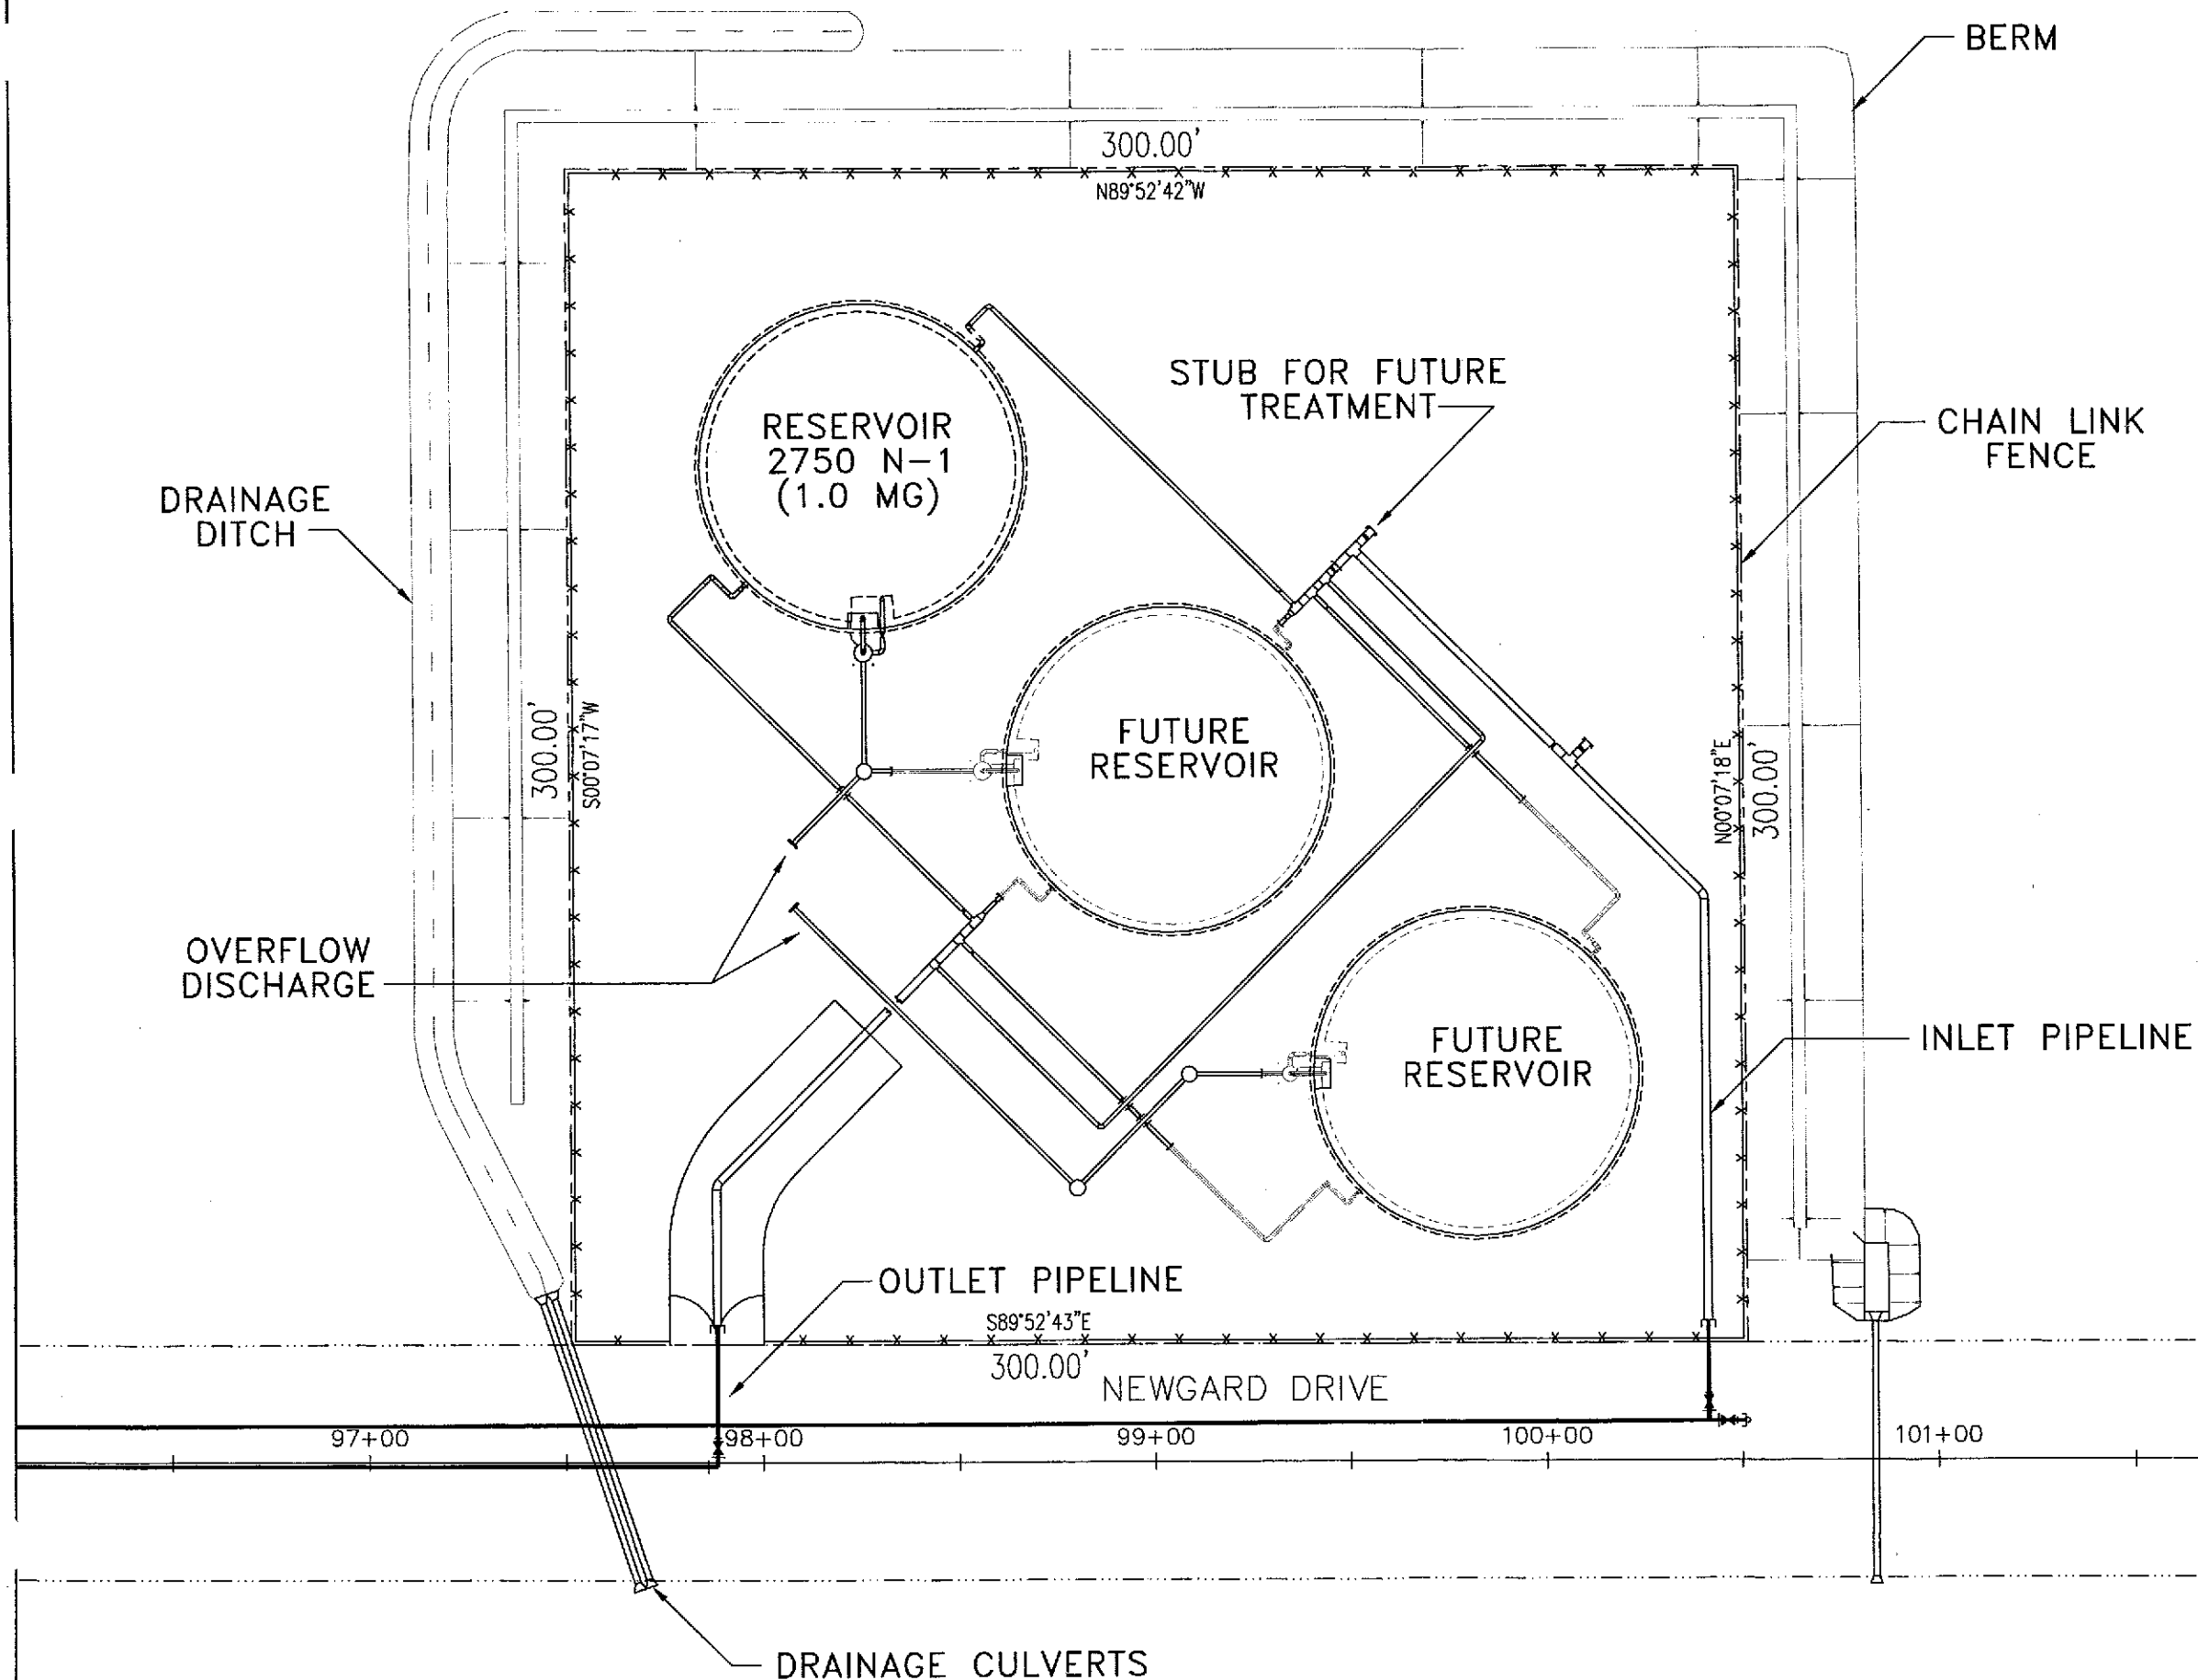 BERM
300.00'
N89°52'42"W
STUB FOR FUTURE
TREATMENT
RESERVOIR
2750 N-1
(1.0 MG)
CHAIN LINK
FENCE
DRAINAGE
DITCH
300.00'
S00°07'17"W
FUTURE
RESERVOIR
N00°07'18"E
300.00'
OVERFLOW
DISCHARGE
FUTURE
RESERVOIR
INLET PIPELINE
OUTLET PIPELINE
S89°52'43"E
300.00'
NEWGARD DRIVE
97+00
98+00
99+00
100+00
101+00
DRAINAGE CULVERTS